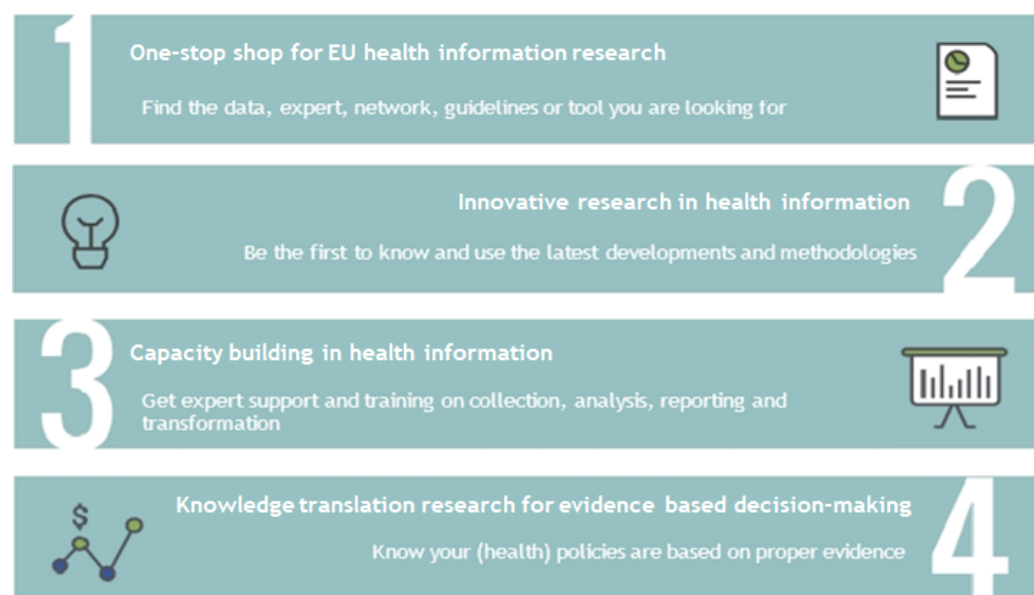 1
One-stop shop for EU health information research
Find the data, expert, network, guidelines or tool you are looking for
2
Innovative research in health information
Be the first to know and use the latest developments and methodologies
3
Capacity building in health information
Get expert support and training on collection, analysis, reporting and
transformation
$
Knowledge translation research for evidence based decision-making
4
Know your (health) policies are based on proper evidence